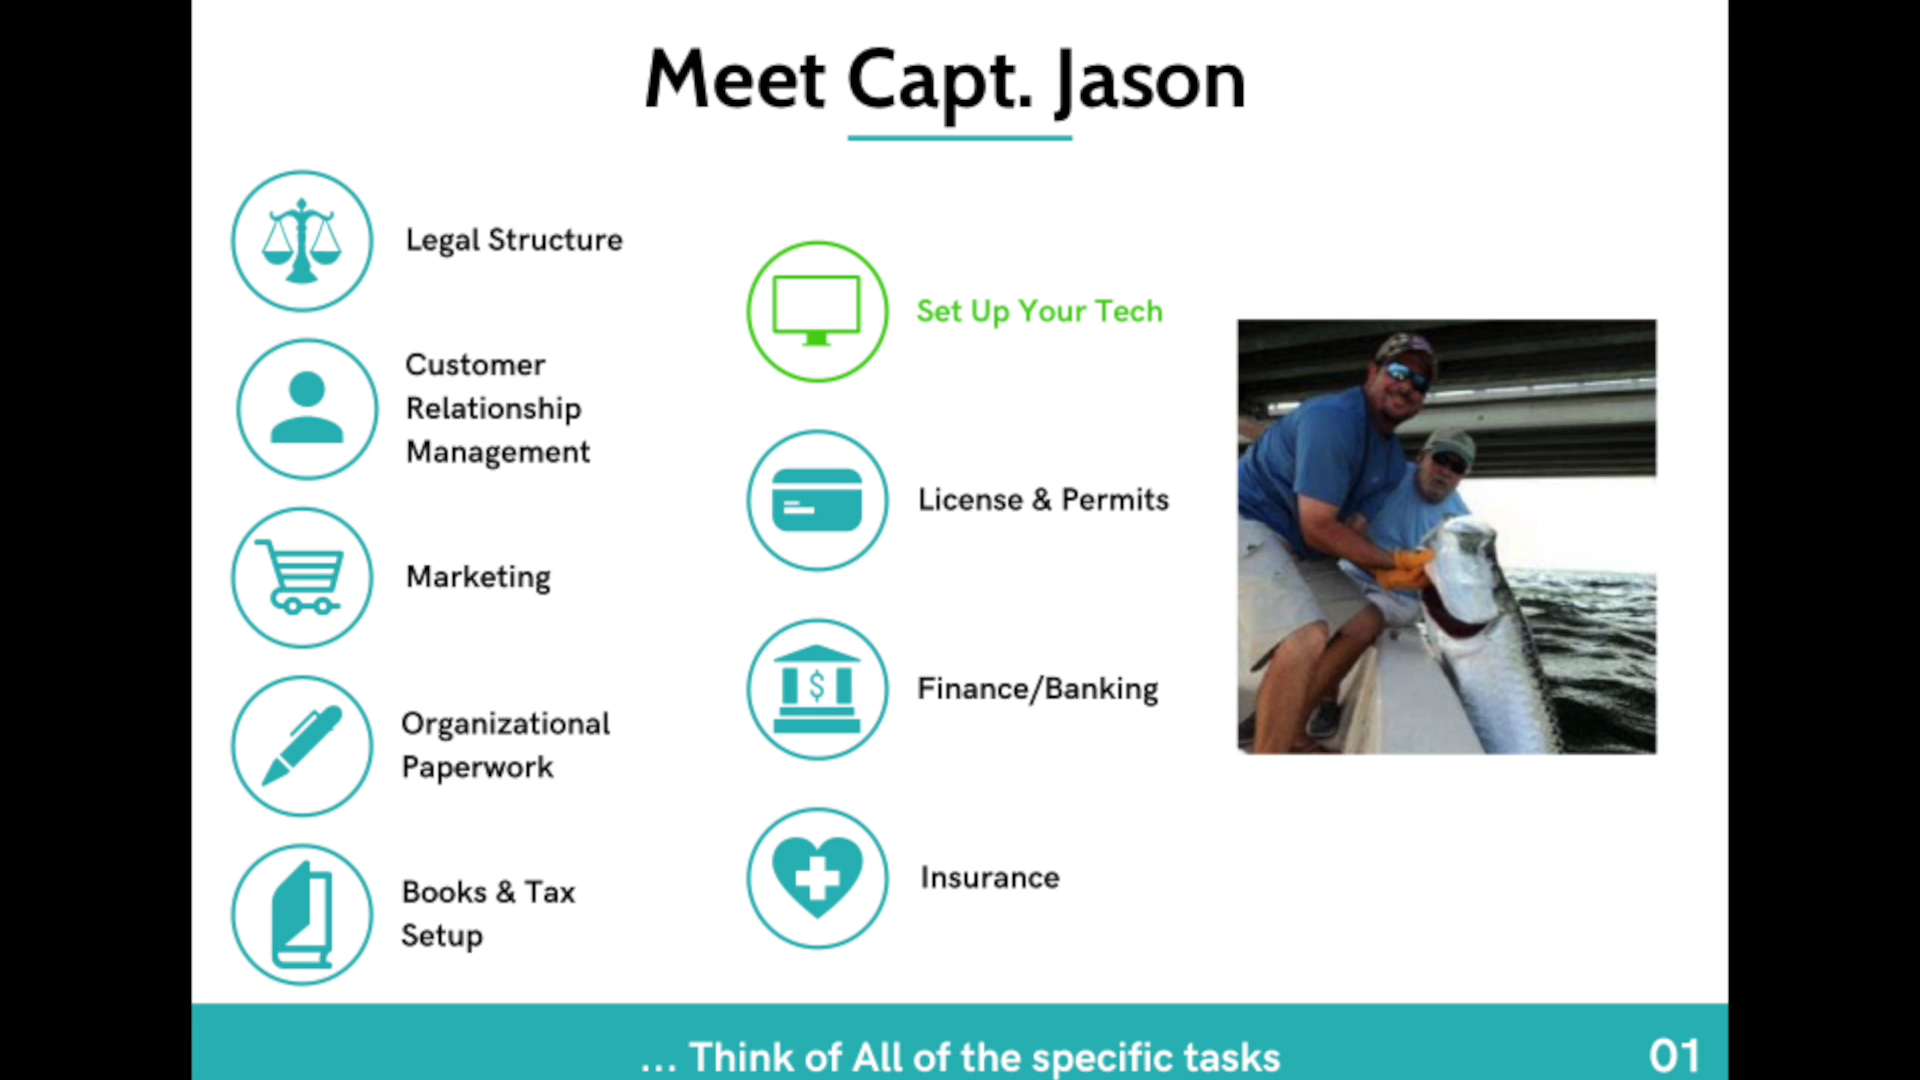 Meet Capt. Jason
Legal Structure
Customer
Relationship
Management
Marketing
Organizational
Paperwork
Books & Tax
Setup
Set Up Your Tech
License & Permits
$
Finance/Banking
Insurance
... Think of All of the specific tasks
01